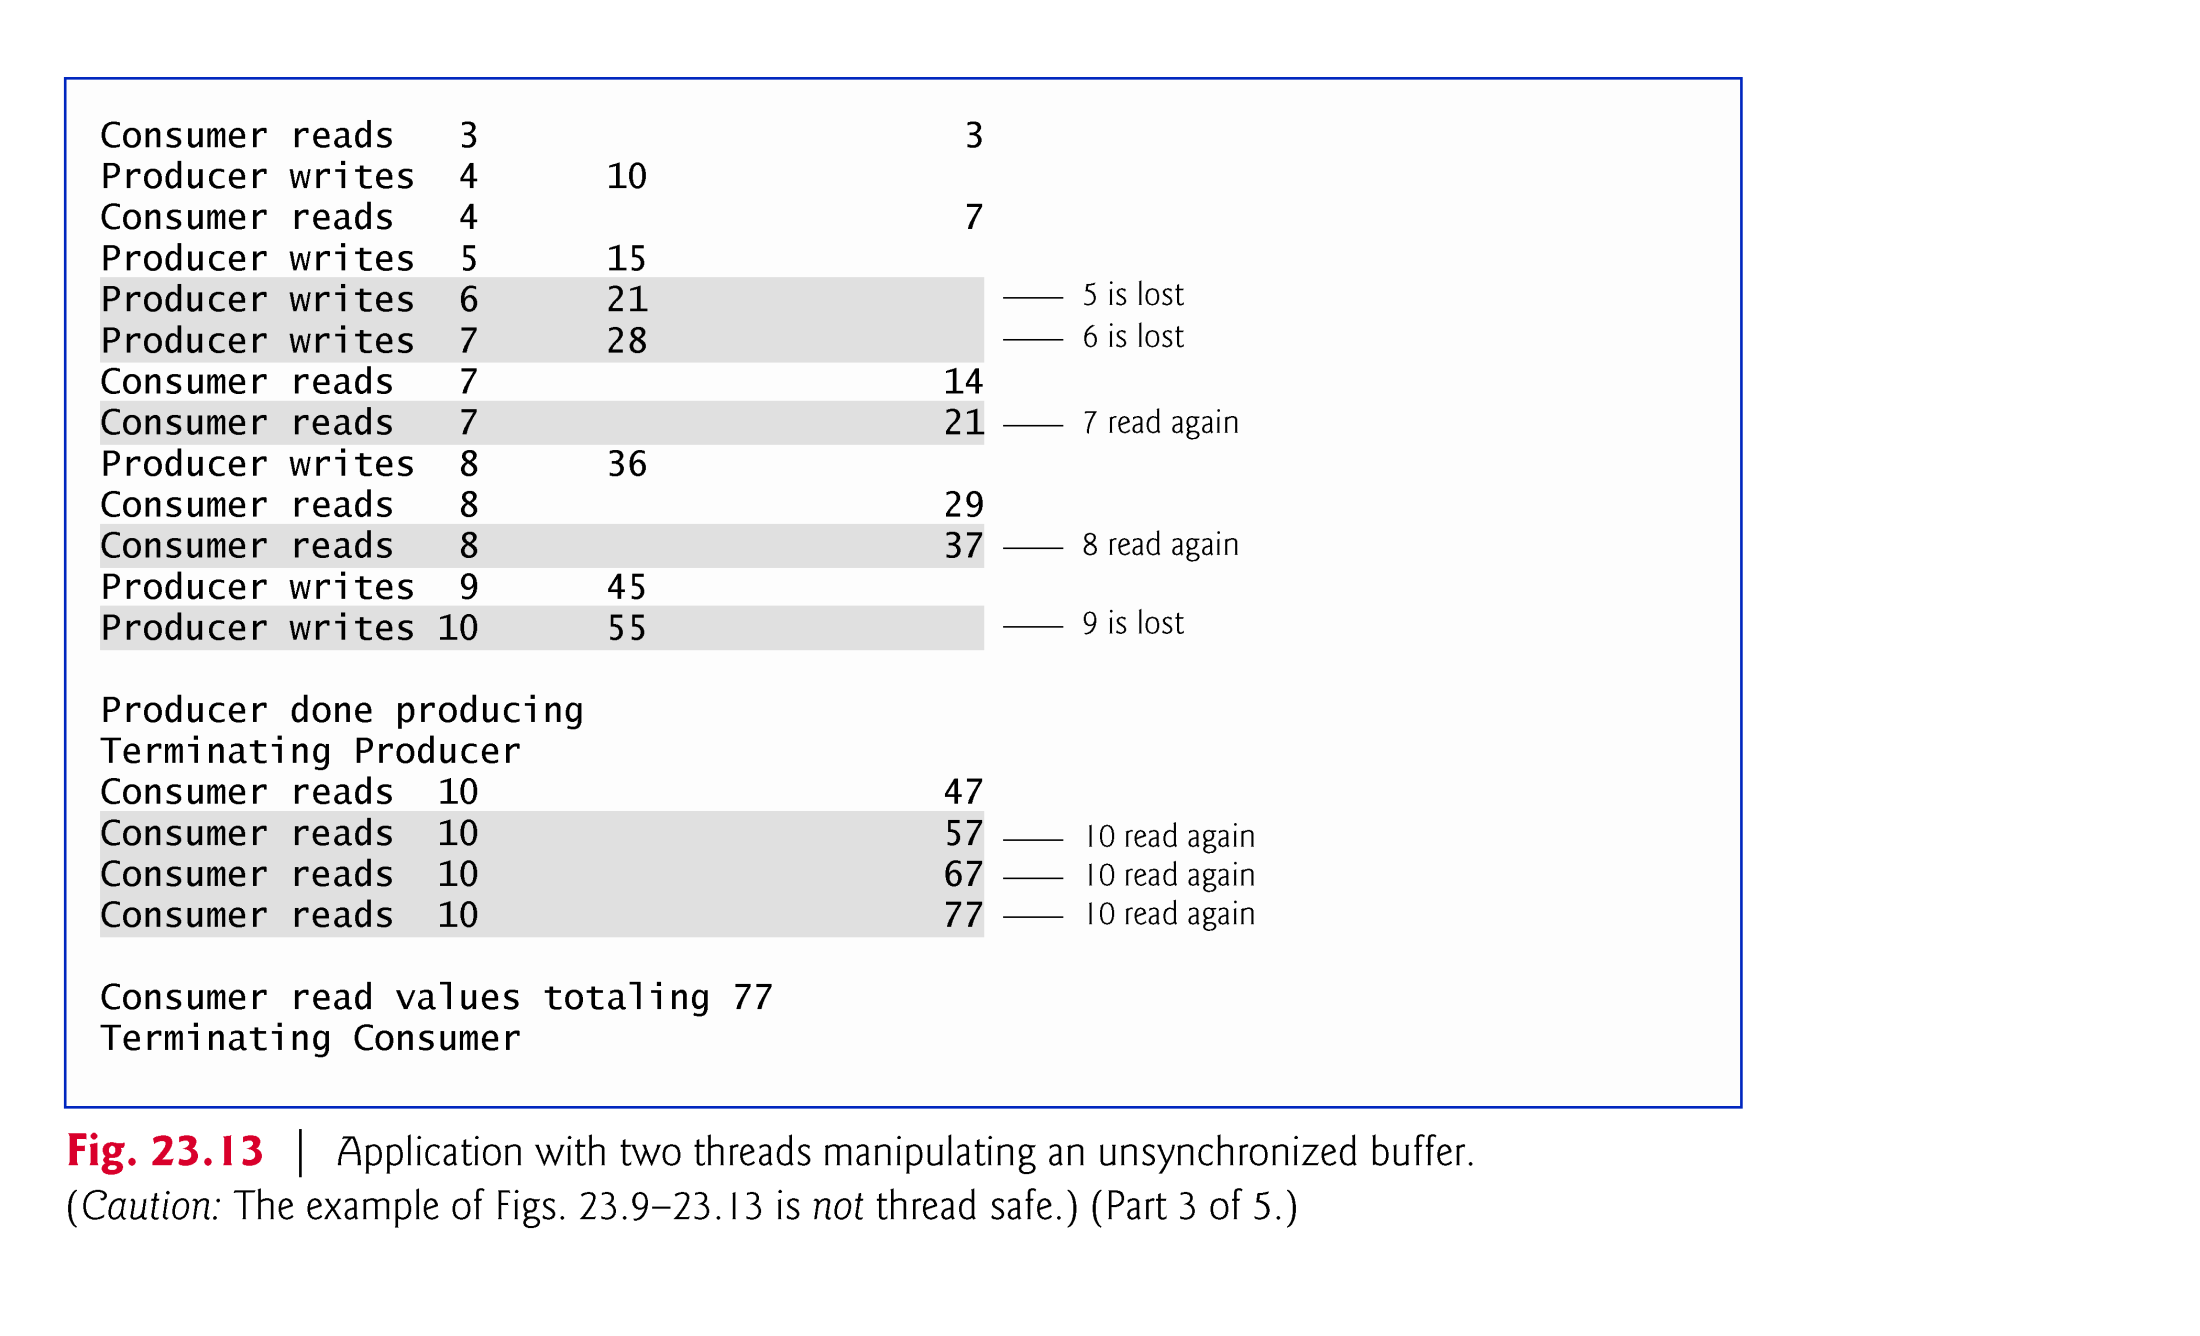 Consumer reads 3 3
Producer writes 4 10
Consumer reads 4 7
Producer writes 5 15
Producer writes 6 21 5 is lost
Producer writes 7 28 6 is lost
Consumer reads 7 14
Consumer reads 7 21 7 read again
Producer writes 8 36
Consumer reads 8 29
Consumer reads 8 37 8 read again
Producer writes 9 45
Producer writes 10 55 9 is lost
Producer done producing
Terminating Producer
Consumer reads 10 47
Consumer reads 10 57 10 read again
Consumer reads 10 67 10 read again
Consumer reads 10 77 10 read again
Consumer read values totaling 77
Terminating Consumer
Fig. 23.13 | Application with two threads manipulating an unsynchronized buffer.
(Caution: The example of Figs. 23.9–23.13 is not thread safe.) (Part 3 of 5.)